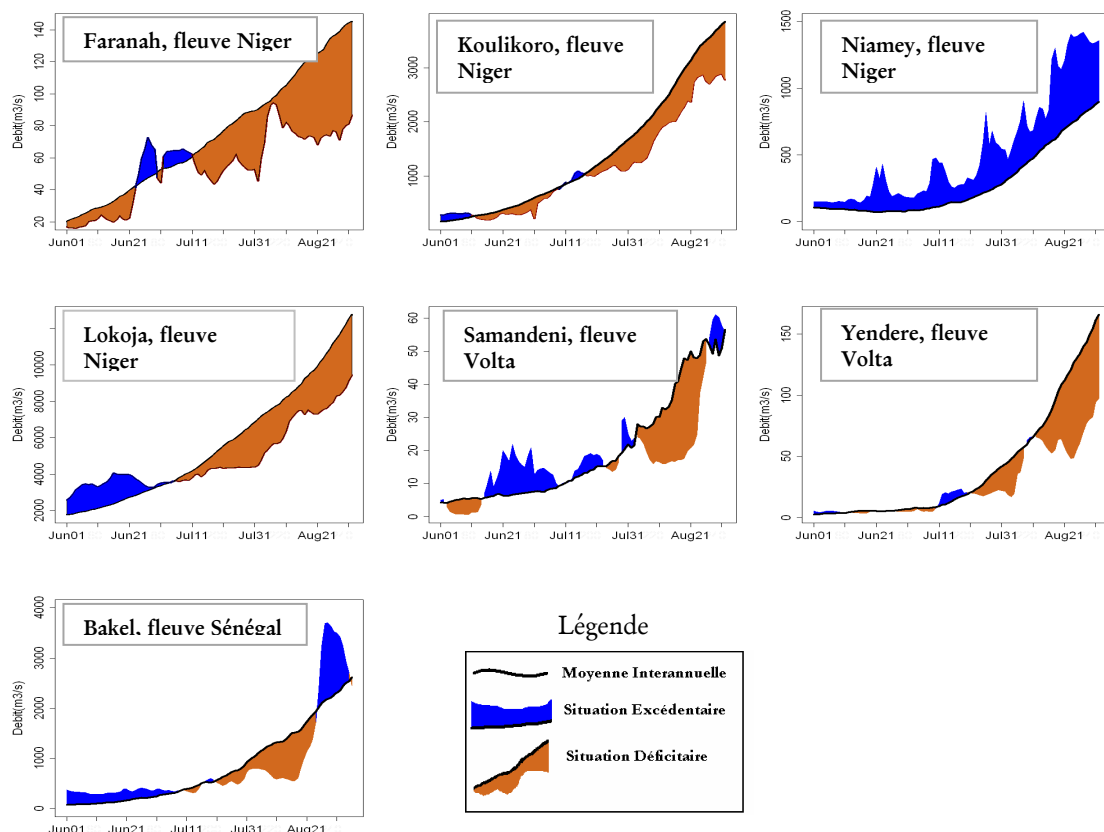 Faranah, fleuve Niger
Debit(m3/s)
140
120
100
80
60
40
20
Jun01 Jun21 Jul11 Jul31 Aug21
Koulikoro, fleuve
Niger
Debit(m3/s)
3000
2000
1000
Jun01 Jun21 Jul11 Jul31 Aug21
Niamey, fleuve
Niger
Debit(m3/s)
1500
1000
500
0
Jun01 Jun21 Jul11 Jul31 Aug21
Lokoja, fleuve
Niger
Debit(m3/s)
10000
8000
6000
4000
2000
Jun01 Jun21 Jul11 Jul31 Aug21
Samandeni, fleuve
Volta
Debit(m3/s)
60
50
40
30
20
10
0
Jun01 Jun21 Jul11 Jul31 Aug21
Yendere, fleuve
Volta
Debit(m3/s)
150
100
50
0
Jun01 Jun21 Jul11 Jul31 Aug21
Bakel, fleuve Sénégal
Debit(m3/s)
4000
3000
2000
1000
0
Jun01 Jun21 Jul11 Jul31 Aug21
Légende
Moyenne Interannuelle
Situation Excédentaire
Situation Déficitaire